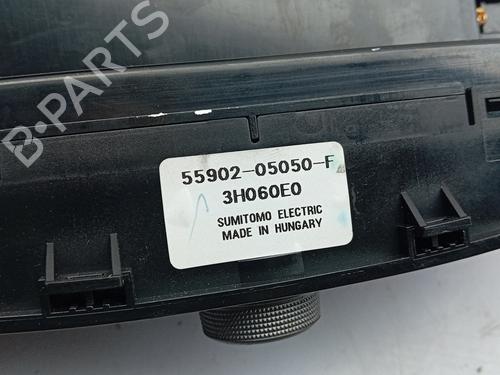 B-PARTS
55902-05050-F
3H060E0
SUMITOMO ELECTRIC
MADE IN HUNGARY